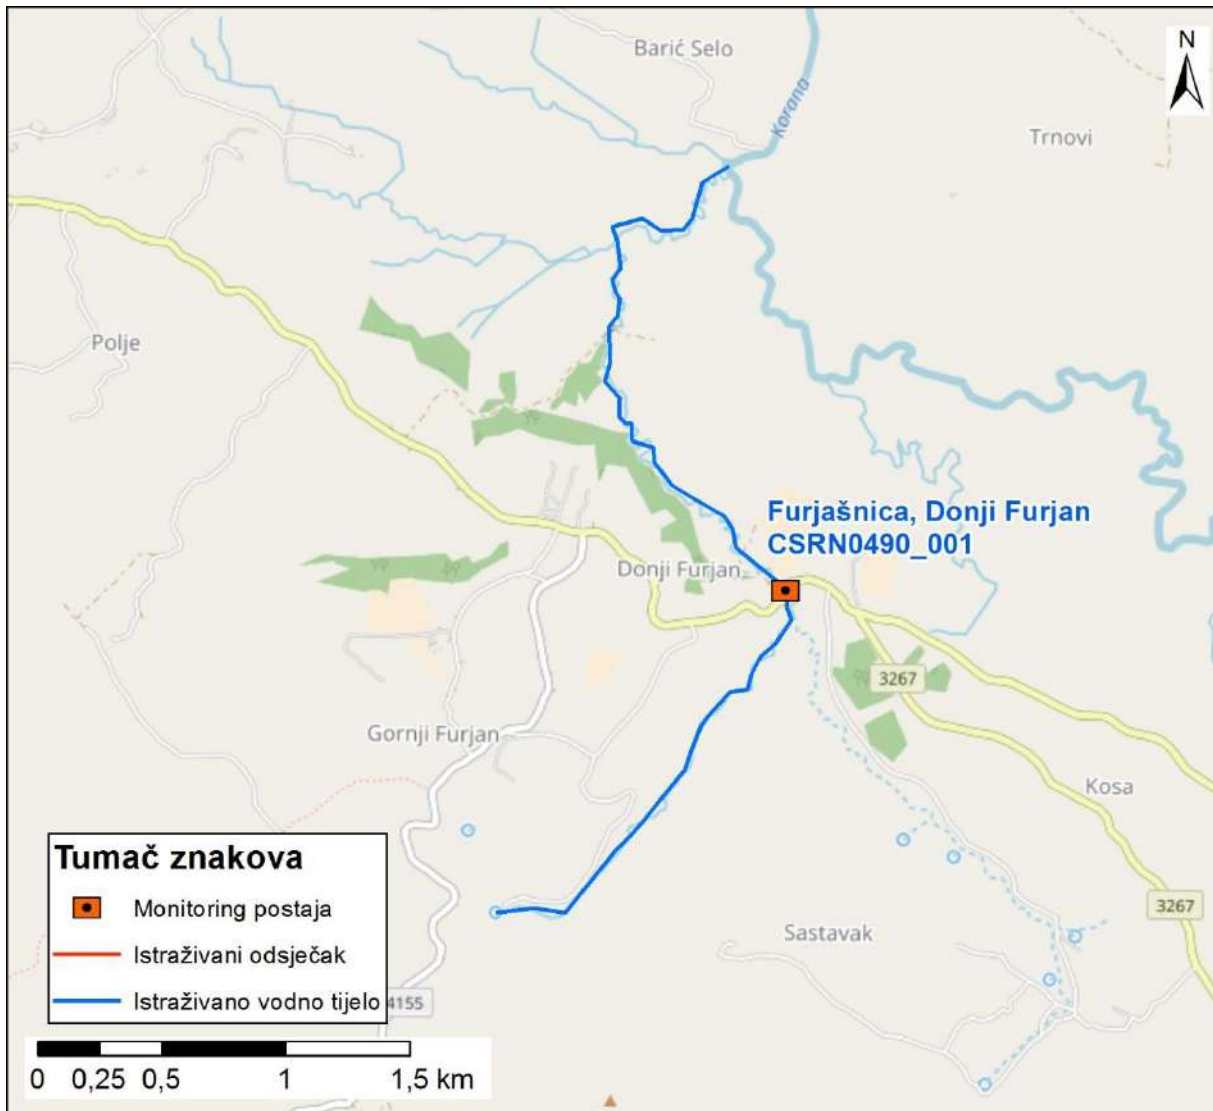 Barić Selo
N
Korana
Trnovi
Polje
Furjašnica, Donji Furjan
CSRN0490_001
Donji Furjan
3267
Gornji Furjan
Kosa
Tumač znakova
Monitoring postaja
3267
Sastavak
Istraživani odsječak
Istraživano vodno tijelo
4155
0 0,25 0,5 1 1,5 km